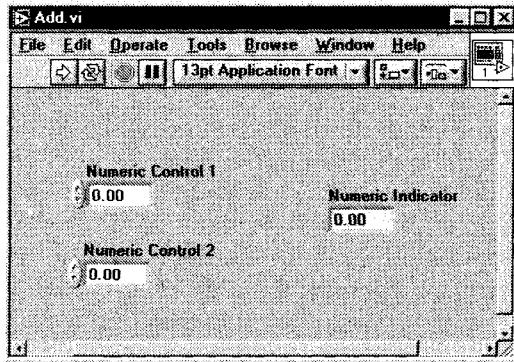 Add.vi
File Edit Operate Tools Browse Window Help
13pt Application Font
1
Numeric Control 1
0.00
Numeric Indicator
0.00
Numeric Control 2
0.00